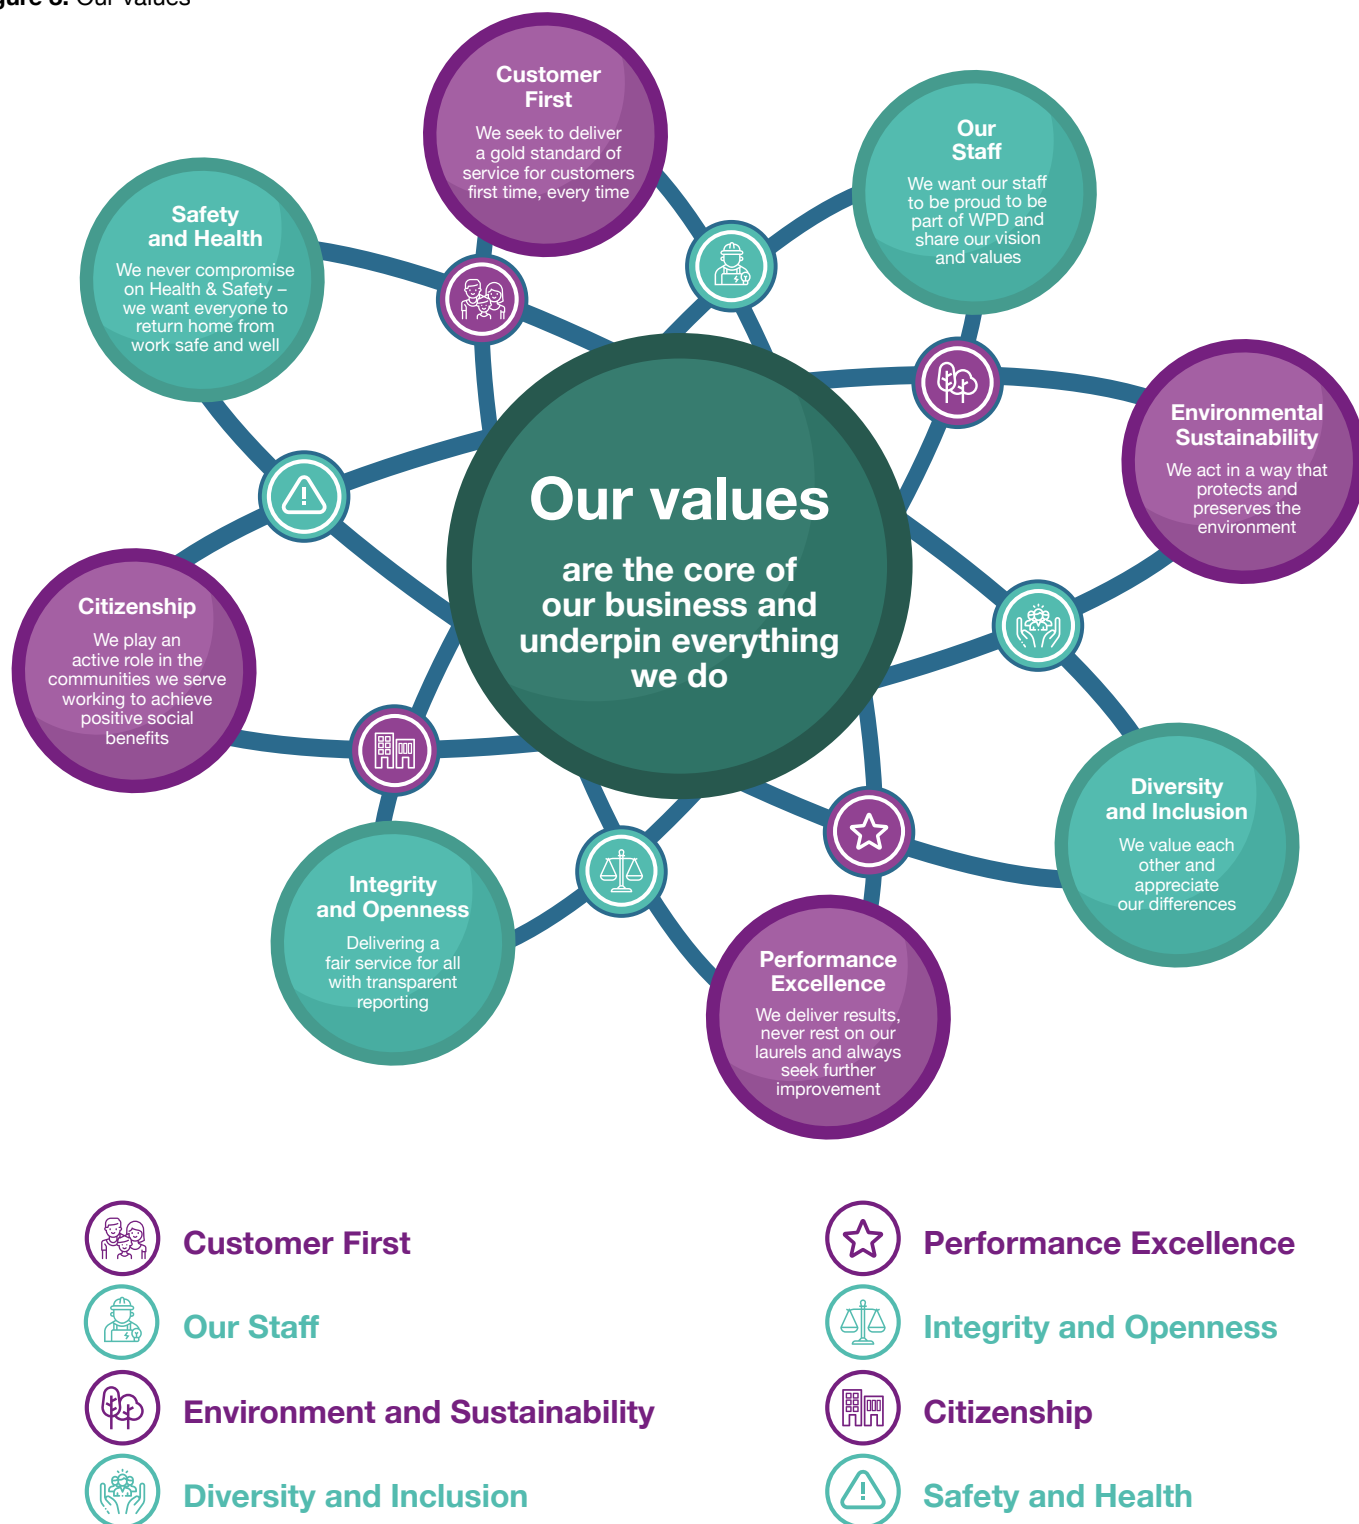 Our values
Customer
First
We seek to deliver
a gold standard of
service for customers
first time, every time
Our
Staff
We want our staff
to be proud to be
part of WPD and
share our vision
and values
Safety
and Health
We never compromise
on Health & Safety –
we want everyone to
return home from
work safe and well
Environmental
Sustainability
We act in a way that
protects and
preserves the
environment
Our values
are the core of
our business and
underpin everything
we do
Citizenship
We play an
active role in the
communities we serve
working to achieve
positive social
benefits
Diversity
and Inclusion
We value each
other and
appreciate
our differences
Integrity
and Openness
Delivering a
fair service for all
with transparent
reporting
Performance
Excellence
We deliver results,
never rest on our
laurels and always
seek further
improvement
Customer First
Our Staff
Environment and Sustainability
Diversity and Inclusion
Performance Excellence
Integrity and Openness
Citizenship
Safety and Health